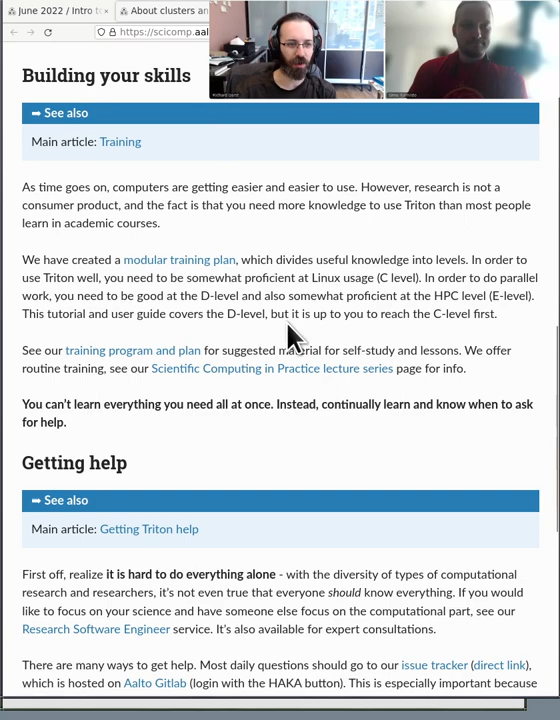 June 2022 / Intro t
About clusters an
https://scicomp.aal
Building your skills
➡ See also
Main article: Training
As time goes on, computers are getting easier and easier to use. However, research is not a
consumer product, and the fact is that you need more knowledge to use Triton than most people
learn in academic courses.
We have created a modular training plan, which divides useful knowledge into levels. In order to
use Triton well, you need to be somewhat proficient at Linux usage (C level). In order to do parallel
work, you need to be good at the D-level and also somewhat proficient at the HPC level (E-level).
This tutorial and user guide covers the D-level, but it is up to you to reach the C-level first.
See our training program and plan for suggested material for self-study and lessons. We offer
routine training, see our Scientific Computing in Practice lecture series page for info.
You can't learn everything you need all at once. Instead, continually learn and know when to ask
for help.
Getting help
➡ See also
Main article: Getting Triton help
First off, realize it is hard to do everything alone - with the diversity of types of computational
research and researchers, it's not even true that everyone should know everything. If you would
like to focus on your science and have someone else focus on the computational part, see our
Research Software Engineer service. It's also available for expert consultations.
There are many ways to get help. Most daily questions should go to our issue tracker (direct link),
which is hosted on Aalto Gitlab (login with the HAKA button). This is especially important because